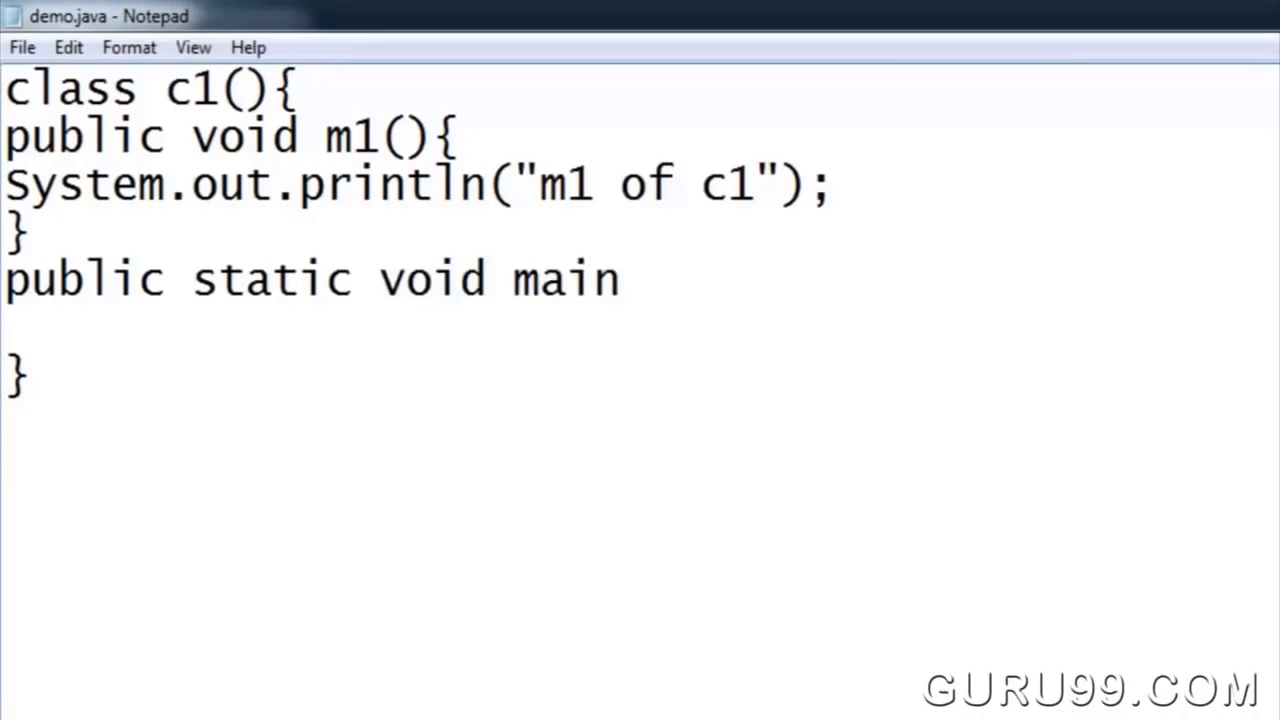 demo.java - Notepad
File Edit Format View Help
class c1(){
public void m1(){
System.out.println("m1 of c1");
}
public static void main
}
GURU99.COM